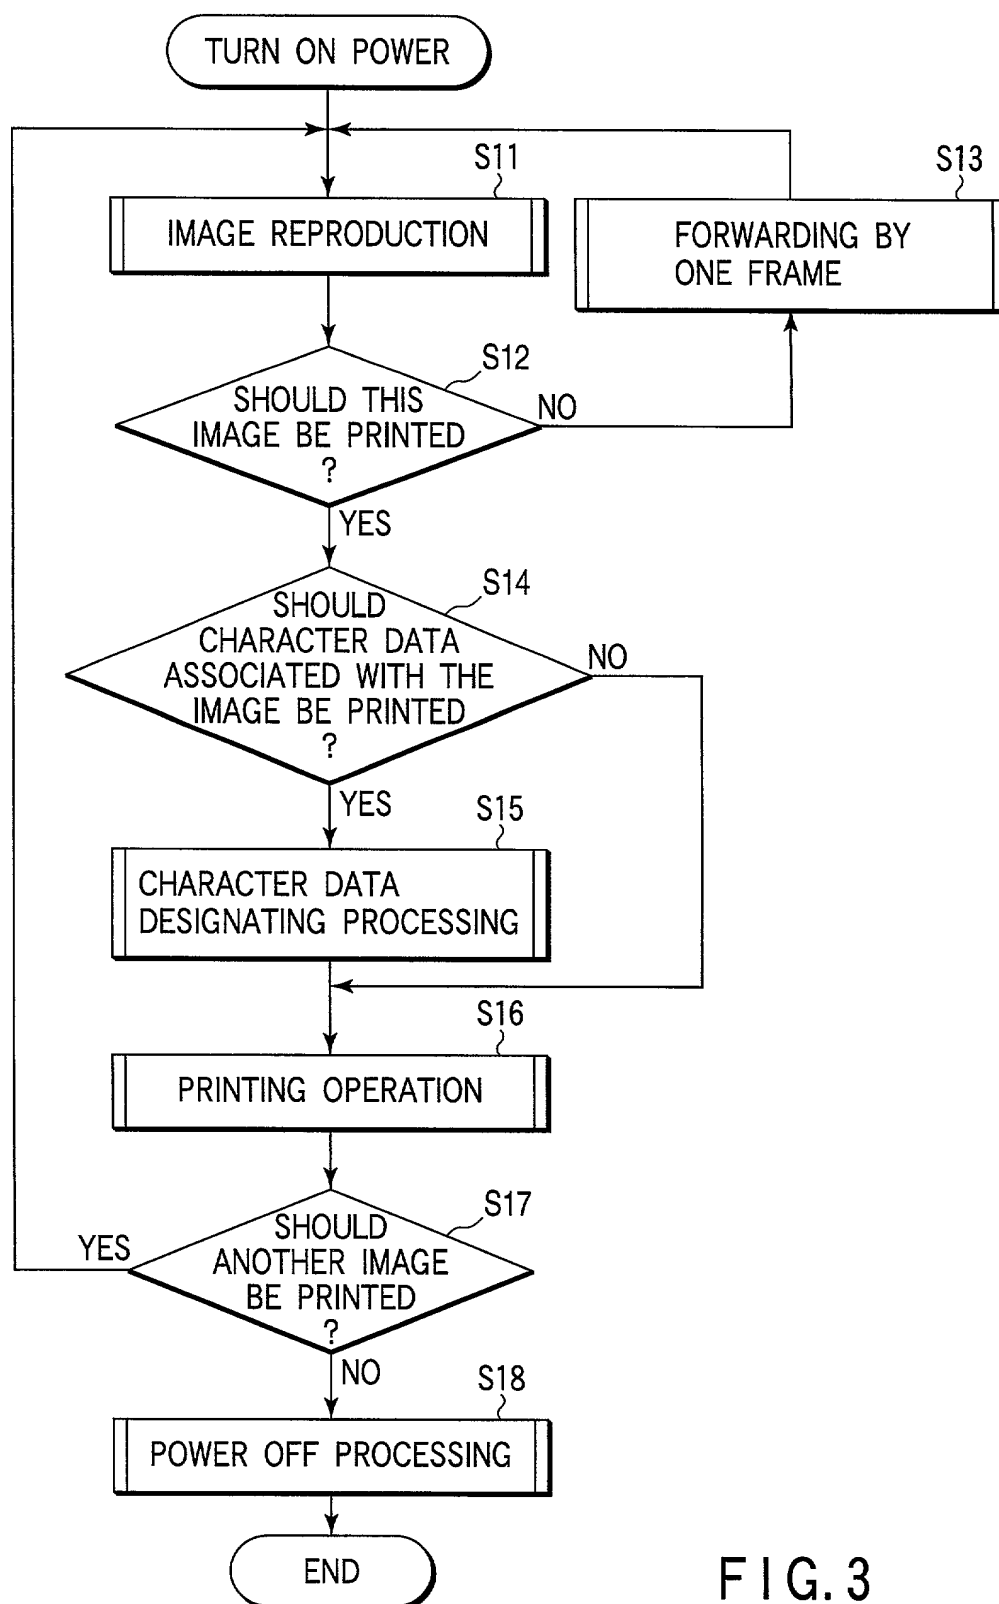 TURN ON POWER
S11
IMAGE REPRODUCTION
S13
FORWARDING BY
ONE FRAME
S12
SHOULD THIS
IMAGE BE PRINTED
?
NO
YES
S14
SHOULD
CHARACTER DATA
ASSOCIATED WITH THE
IMAGE BE PRINTED
?
NO
YES
S15
CHARACTER DATA
DESIGNATING PROCESSING
S16
PRINTING OPERATION
S17
SHOULD
ANOTHER IMAGE
BE PRINTED
?
YES
NO
S18
POWER OFF PROCESSING
END
FIG. 3